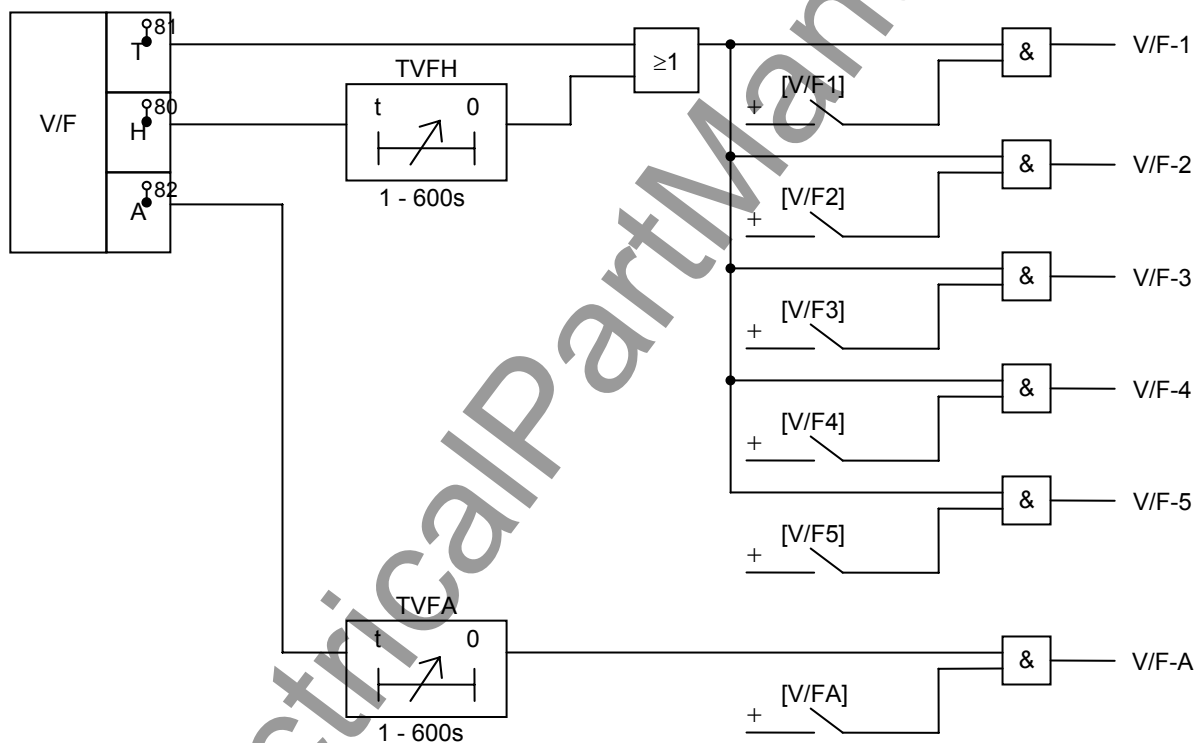 81
T
TVFH
≥1
&
V/F-1
t 0
[V/F1]
+
80
V/F
H
1 - 600s
&
V/F-2
82
A
[V/F2]
+
&
V/F-3
[V/F3]
+
&
V/F-4
[V/F4]
+
&
V/F-5
[V/F5]
+
TVFA
t 0
&
V/F-A
[V/FA]
+
1 - 600s
ctricalPartMan